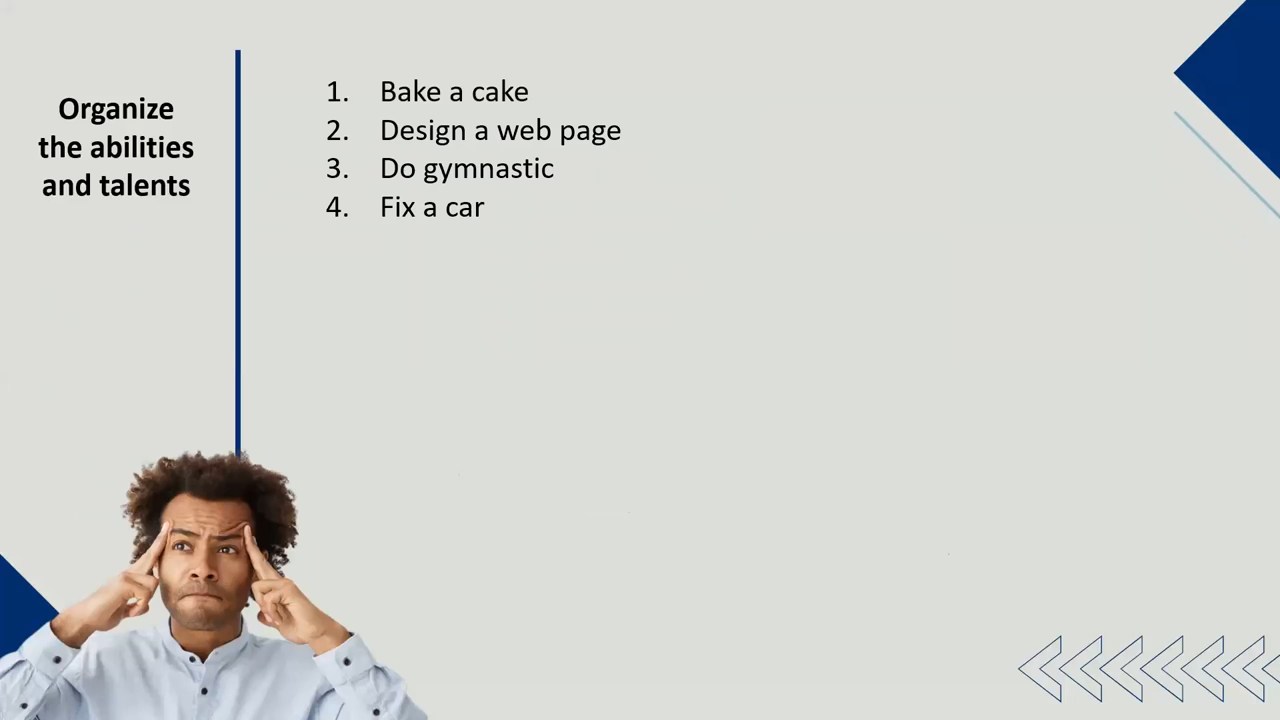 Organize
the abilities
and talents
1. Bake a cake
2. Design a web page
3. Do gymnastic
4. Fix a car